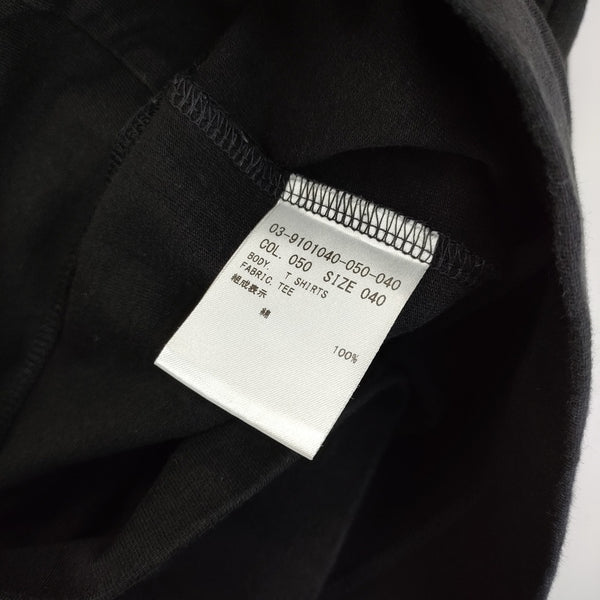 03-9101040-050-040
COL. 050 SIZE 040
BODY. T SHIRTS
FABRIC. TEE
組成表示
綿 100%